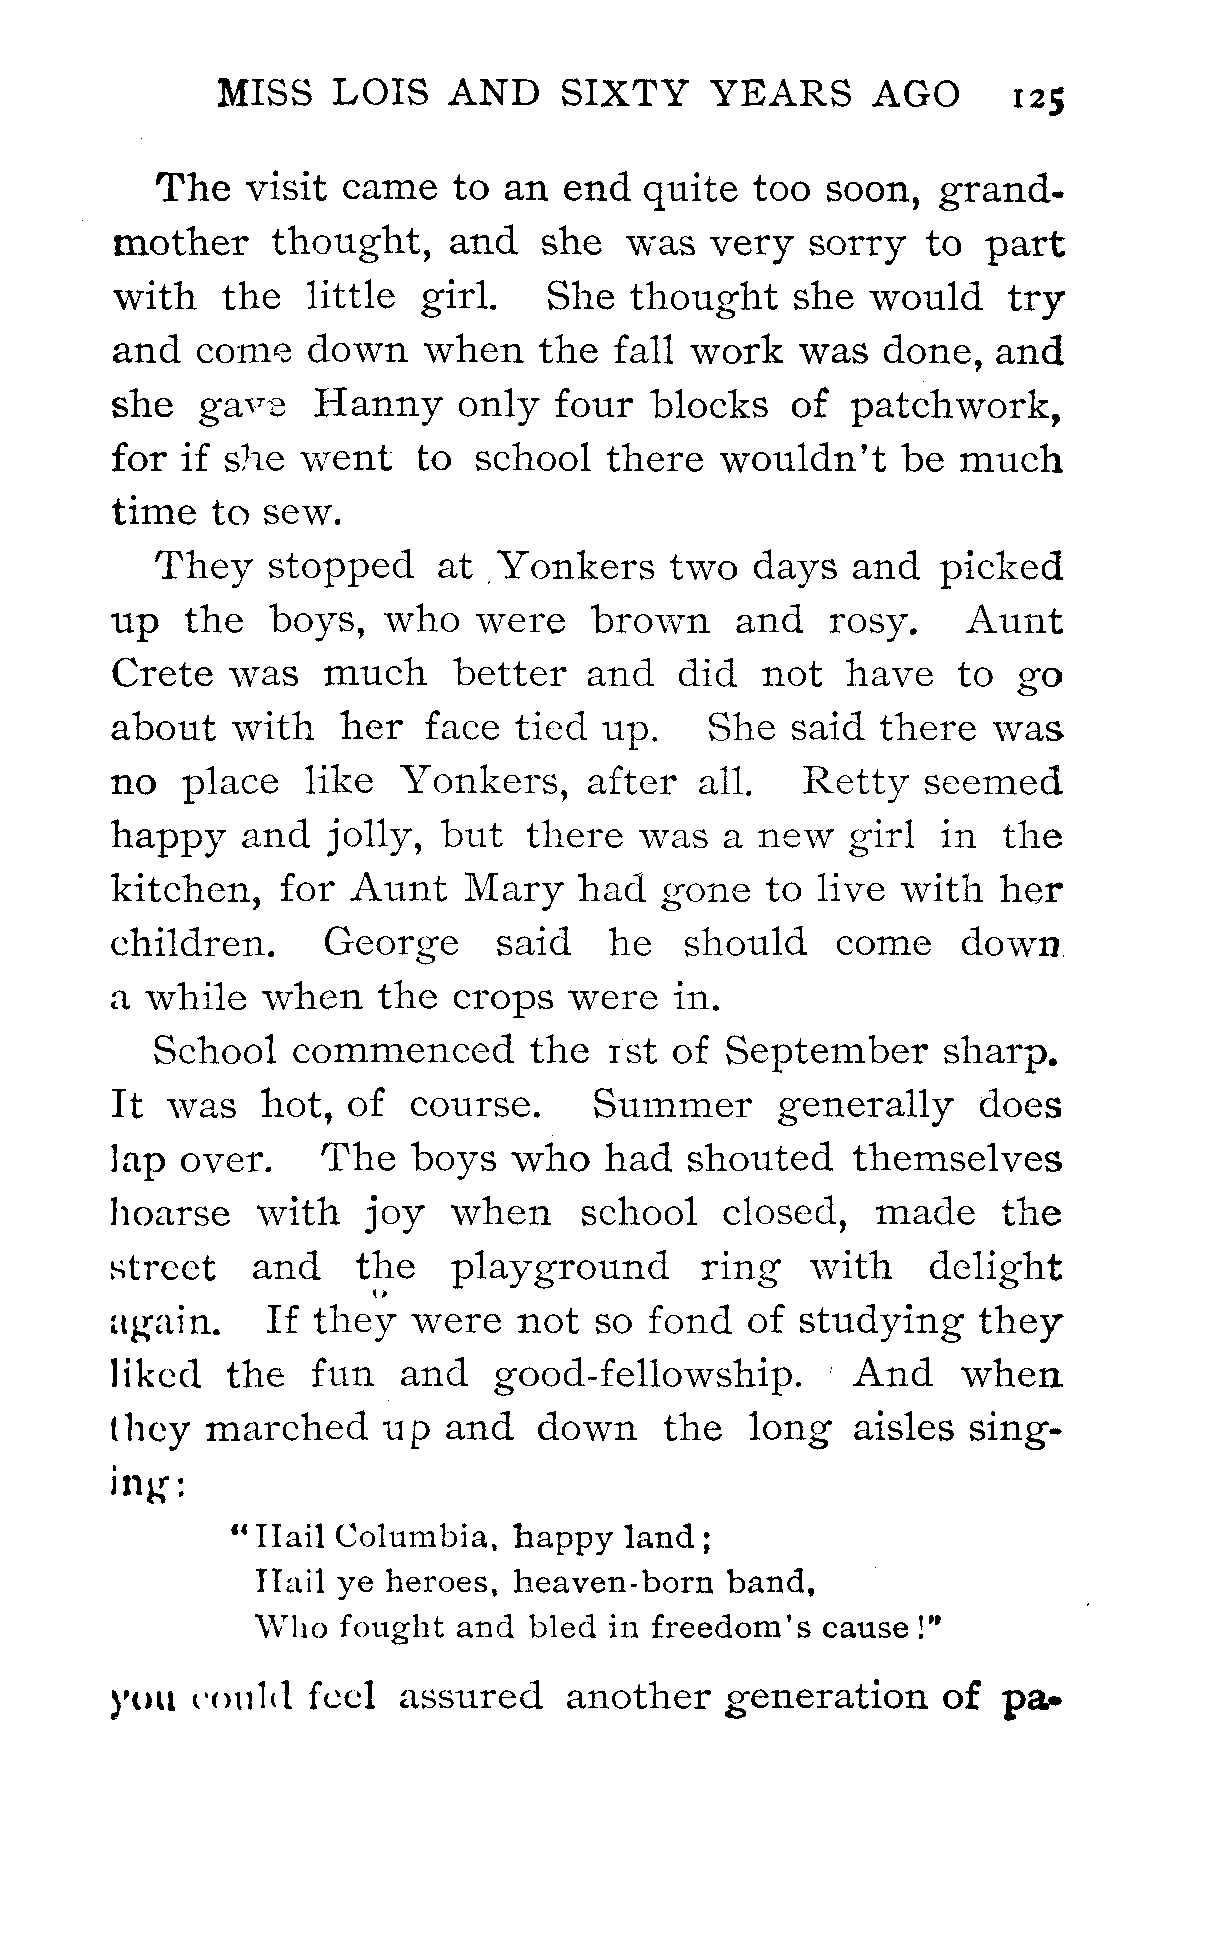 MISS LOIS AND SIXTY YEARS AGO 125
The visit came to an end quite too soon, grand-
mother thought, and she was very sorry to part
with the little girl. She thought she would try
and come down when the fall work was done, and
she gave Hanny only four blocks of patchwork,
for if she went to school there wouldn't be much
time to sew.
They stopped at Yonkers two days and picked
up the boys, who were brown and rosy. Aunt
Crete was much better and did not have to go
about with her face tied up. She said there was
no place like Yonkers, after all. Retty seemed
happy and jolly, but there was a new girl in the
kitchen, for Aunt Mary had gone to live with her
children. George said he should come down
a while when the crops were in.
School commenced the 1st of September sharp.
It was hot, of course. Summer generally does
lap over. The boys who had shouted themselves
hoarse with joy when school closed, made the
street and the playground ring with delight
again. If they were not so fond of studying they
liked the fun and good-fellowship. And when
they marched up and down the long aisles sing-
ing:
"Hail Columbia, happy land;
Hail ye heroes, heaven-born band,
Who fought and bled in freedom's cause!"
you could feel assured another generation of pa-